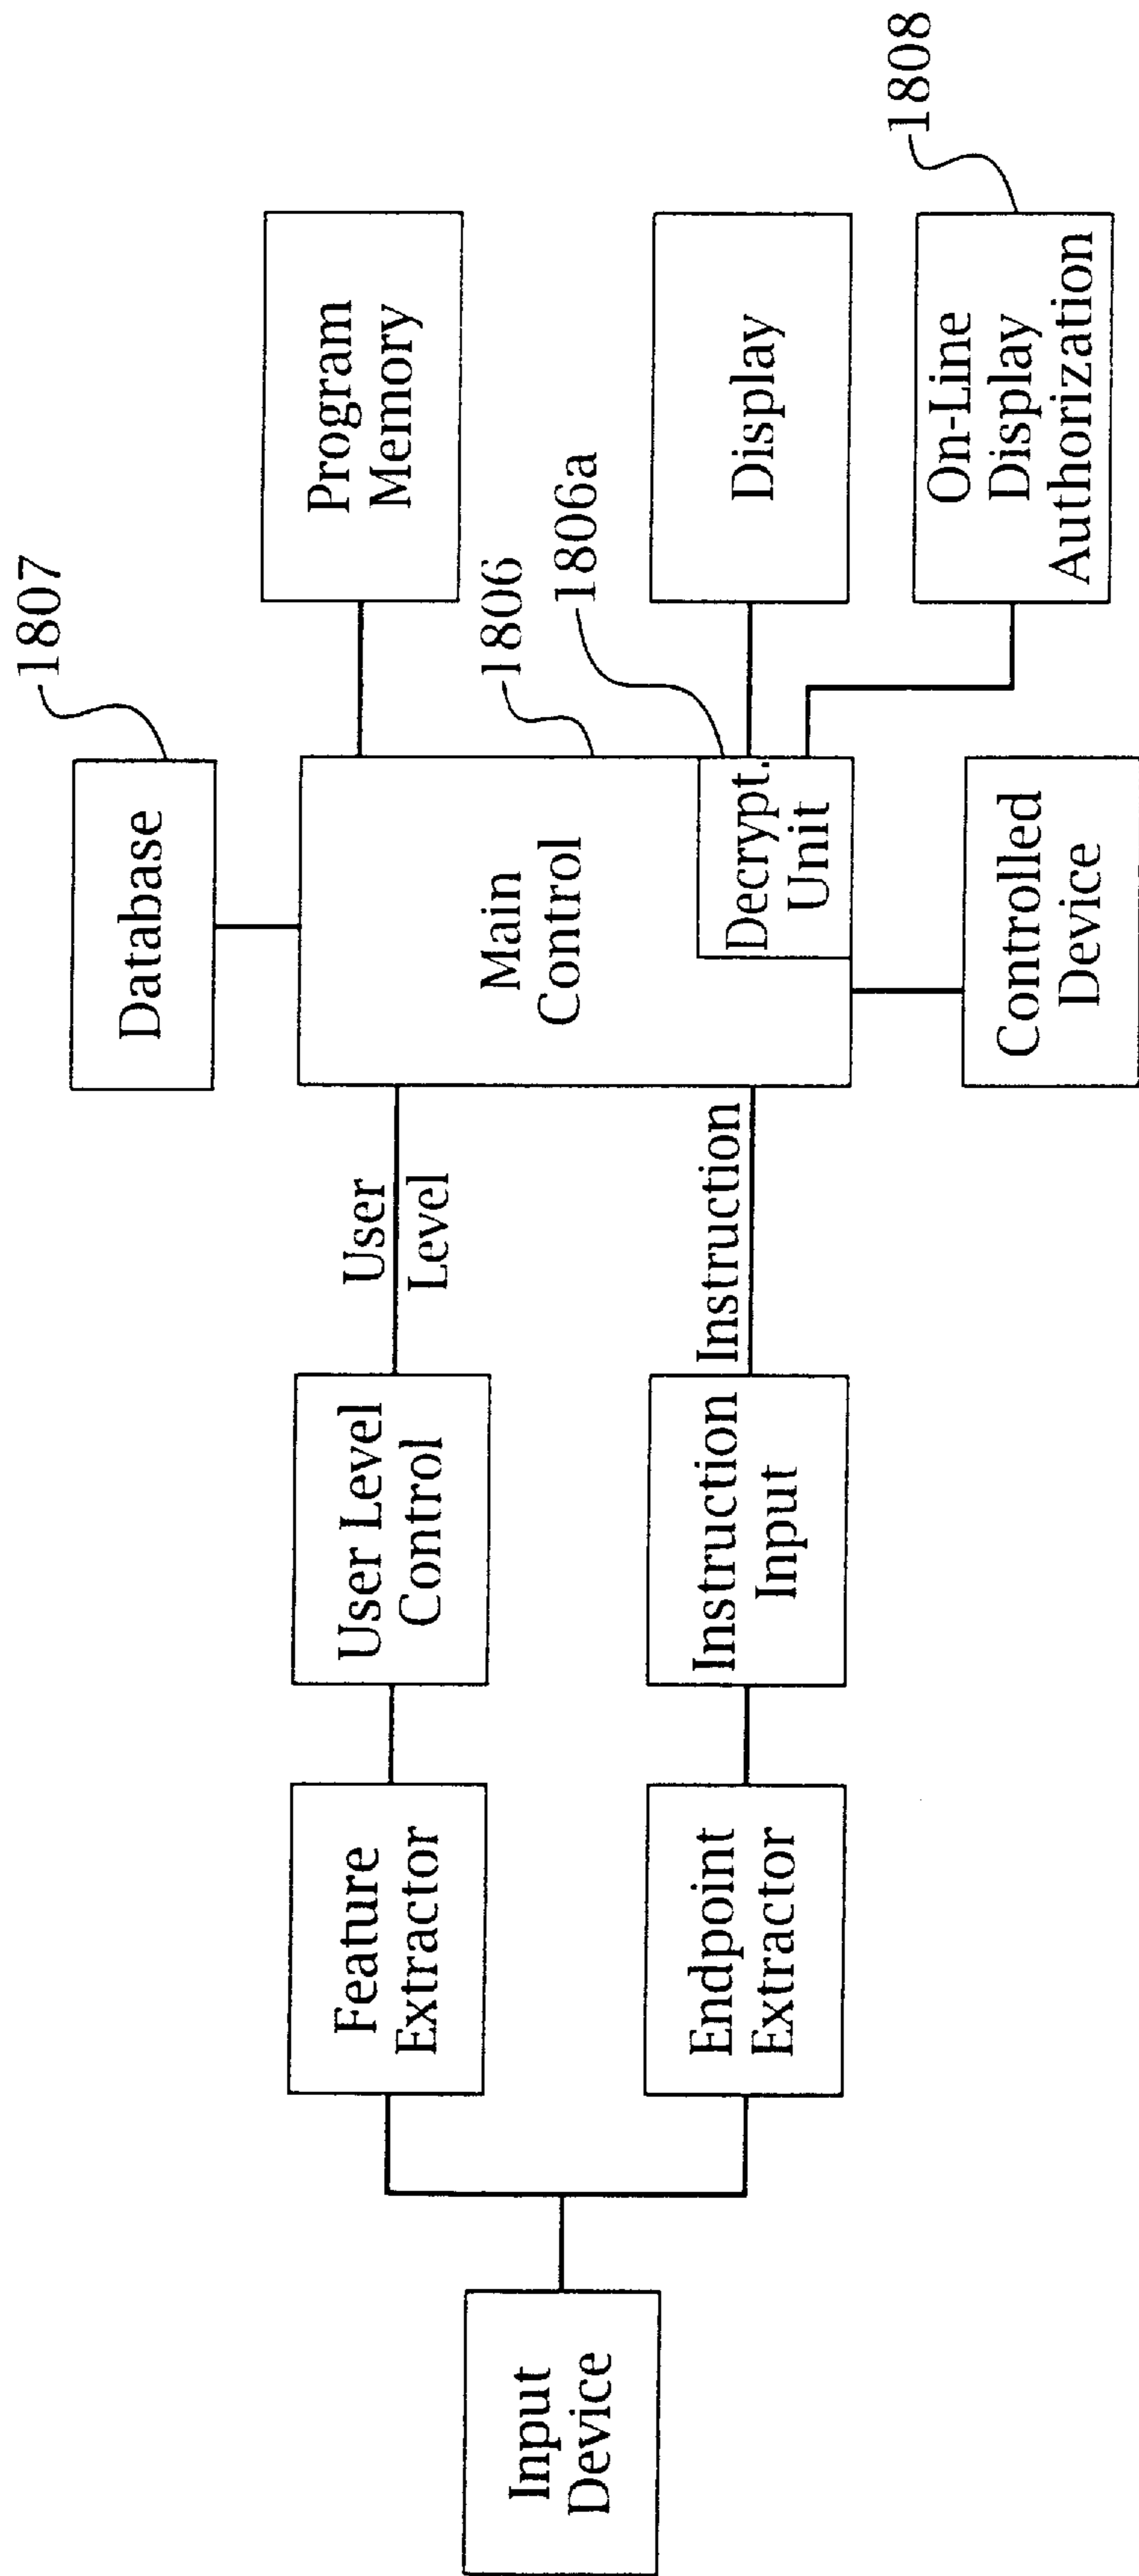 1807
Database
Program
Memory
User
Level
User Level
Control
Feature
Extractor
Main
Control
1806
1806a
Input
Device
Decrypt.
Unit
Display
Endpoint
Extractor
Instruction
Input
Instruction
Controlled
Device
On-Line
Display
Authorization
1808